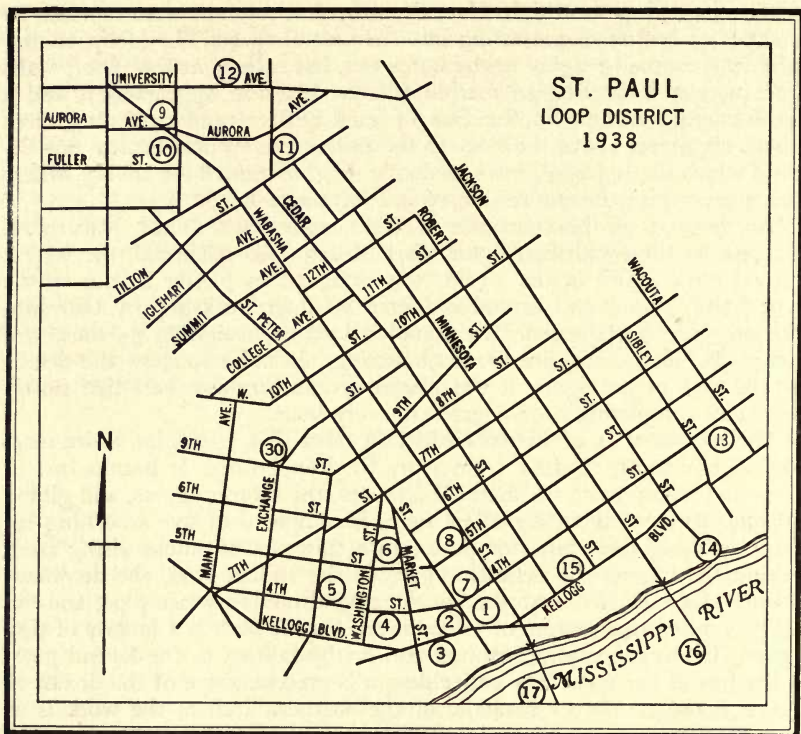 ST. PAUL
LOOP DISTRICT
1938
UNIVERSITY
12
AVE.
9
AURORA
AVE.
AURORA
AVE.
10
11
FULLER
ST.
JACKSON
CEDAR
ST.
WABASHA
ROBERT
ST.
ST.
AVE.
12TH
11TH
ST.
TILTON
AVE.
IGLEHART
SUMMIT
ST. PETER
AVE.
10TH
MINNESOTA
ST.
WACOUTA
SIBLEY
COLLEGE
ST.
9TH
8TH
ST.
ST.
W.
10TH
AVE.
ST.
7TH
ST.
ST.
13
9TH
30
ST.
N
6TH
EXCHANGE
ST.
ST.
6TH
ST.
ST.
BLVD.
14
5TH
ST.
6
MARKET
8
5TH
ST.
ST.
MAIN
7TH
ST.
4TH
15
4TH
5
WASHINGTON
ST.
7
KELLOGG
RIVER
KELLOGG BLVD.
4
ST.
2
1
3
MISSISSIPPI
16
17